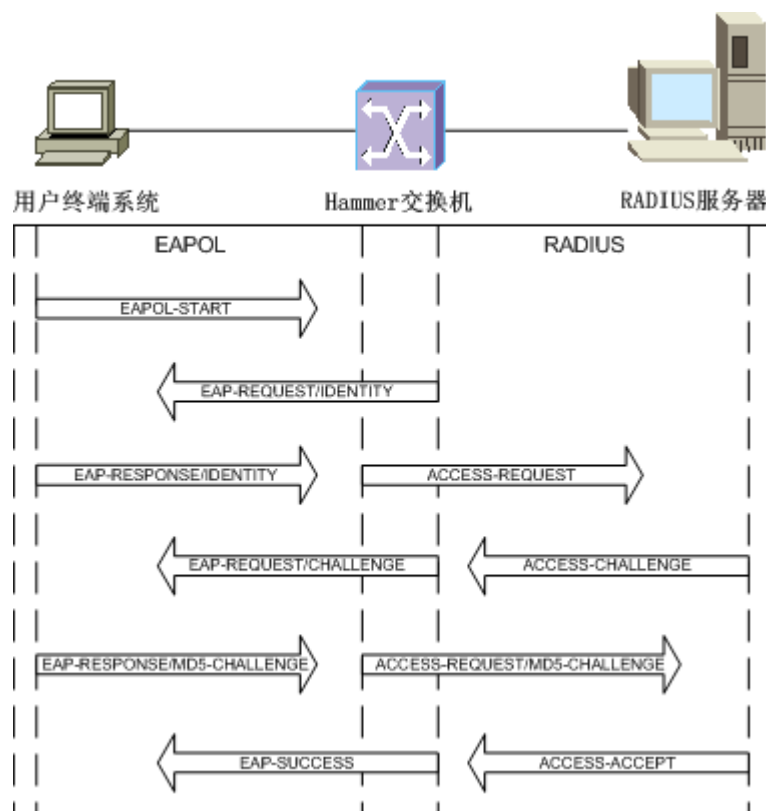 用户终端系统
Hammer交换机
RADIUS服务器
EAPOL
RADIUS
EAPOL-START
EAP-REQUEST/IDENTITY
EAP-RESPONSE/IDENTITY
ACCESS-REQUEST
EAP-REQUEST/CHALLENGE
ACCESS-CHALLENGE
EAP-RESPONSE/MD5-CHALLENGE
ACCESS-REQUEST/MD5-CHALLENGE
EAP-SUCCESS
ACCESS-ACCEPT